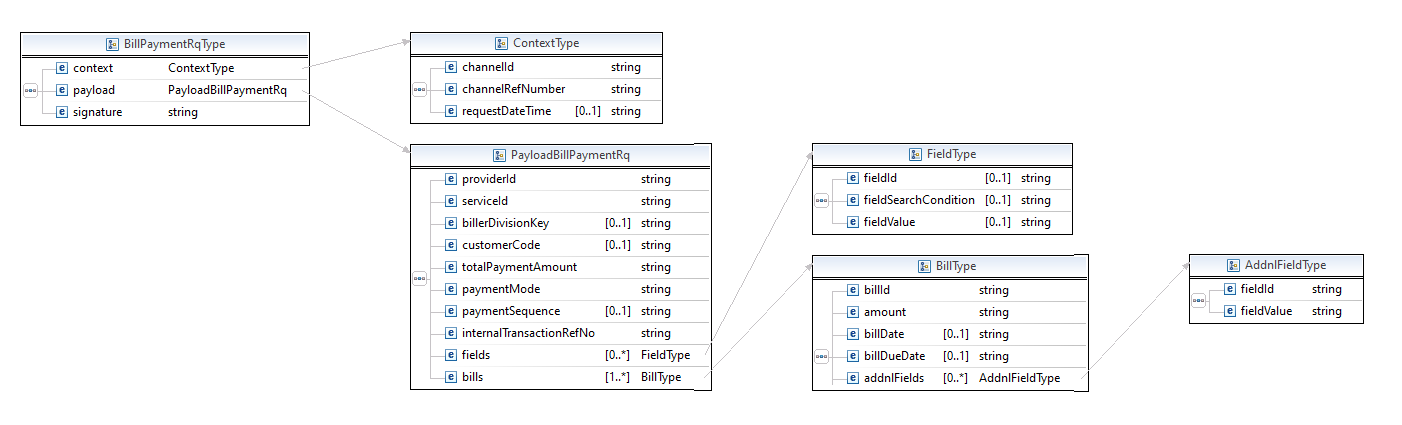 BillPaymentRqType
context ContextType
payload PayloadBillPaymentRq
signature string
ContextType
channelId string
channelRefNumber string
requestDateTime [0..1] string
PayloadBillPaymentRq
providerId string
serviceId string
billerDivisionKey [0..1] string
customerCode [0..1] string
totalPaymentAmount string
paymentMode string
paymentSequence [0..1] string
internalTransactionRefNo string
fields [0..*] FieldType
bills [1..*] BillType
FieldType
fieldId [0..1] string
fieldSearchCondition [0..1] string
fieldValue [0..1] string
BillType
billId string
amount string
billDate [0..1] string
billDueDate [0..1] string
addnlFields [0..*] AddnlFieldType
AddnlFieldType
fieldId string
fieldValue string